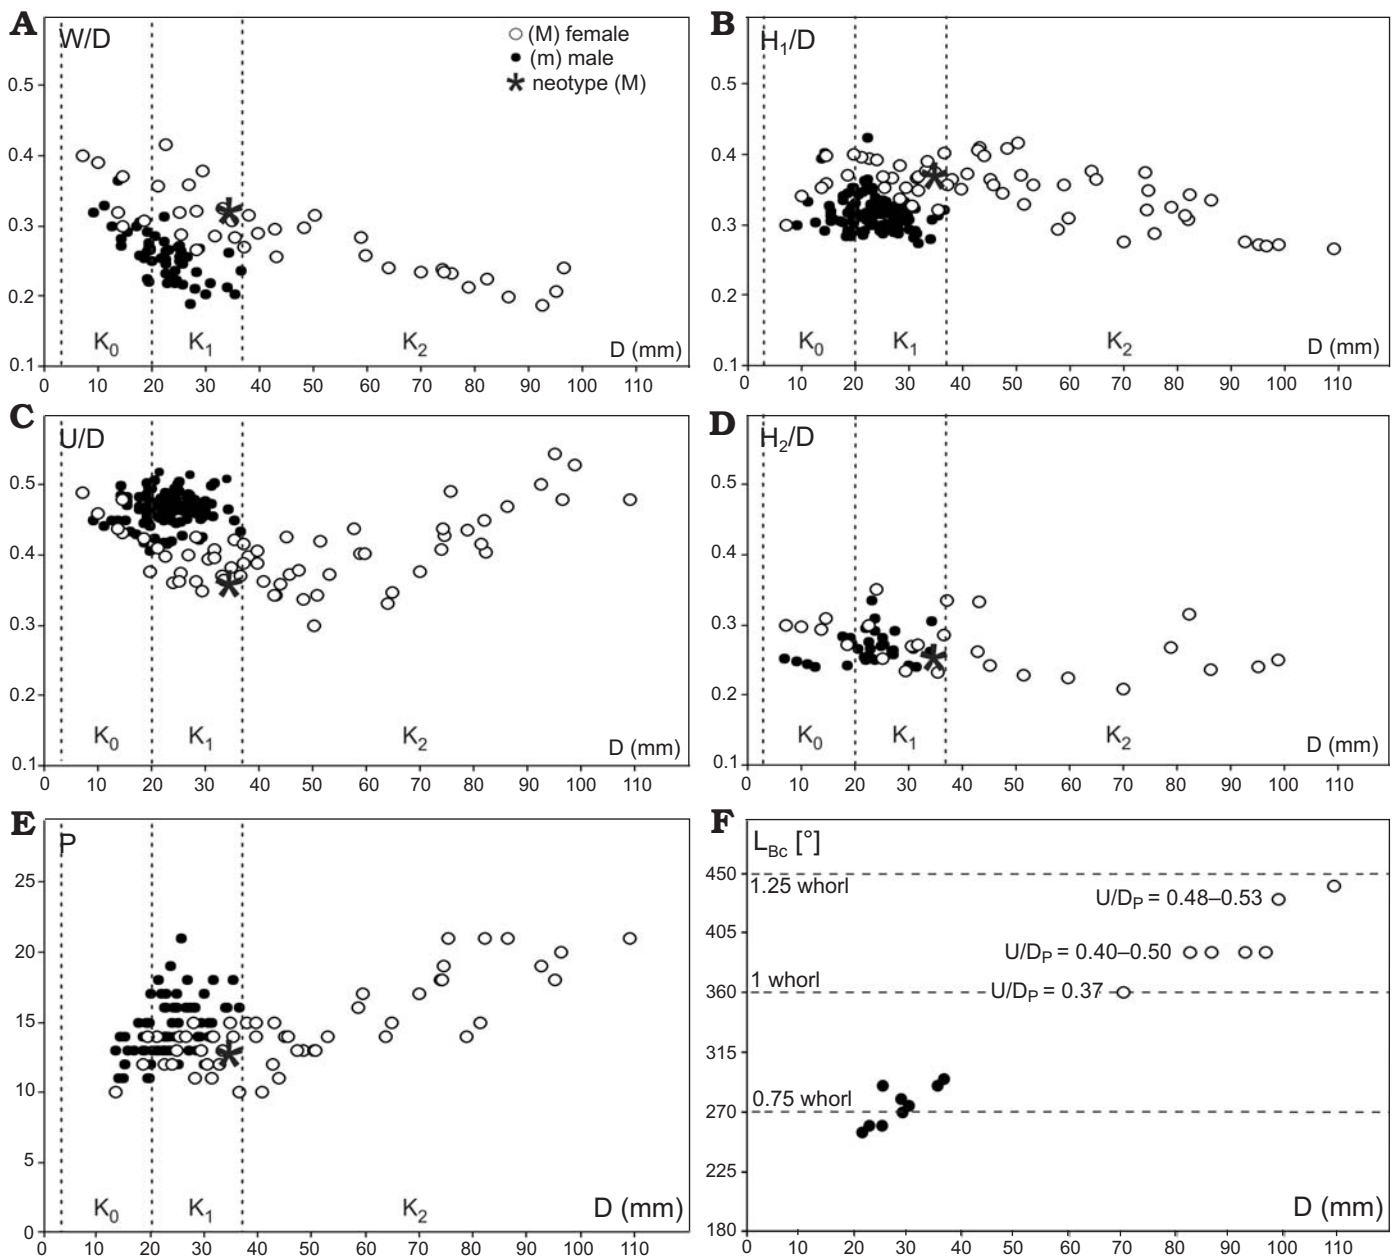 A
W/D
(M) female
(m) male
neotype (M)
0.5
0.4
0.3
0.2
0.1
K0 K1 K2 D (mm)
0 10 20 30 40 50 60 70 80 90 100 110
B
H1/D
0.5
0.4
0.3
0.2
0.1
K0 K1 K2 D (mm)
0 10 20 30 40 50 60 70 80 90 100 110
C
U/D
0.5
0.4
0.3
0.2
0.1
K0 K1 K2 D (mm)
0 10 20 30 40 50 60 70 80 90 100 110
D
H2/D
0.5
0.4
0.3
0.2
0.1
K0 K1 K2 D (mm)
0 10 20 30 40 50 60 70 80 90 100 110
E
P
25
20
15
10
5
0
K0 K1 K2 D (mm)
10 20 30 40 50 60 70 80 90 100 110
F
LBc [°]
450
1.25 whorl
U/DP = 0.48–0.53
405
U/DP = 0.40–0.50
1 whorl
360
U/DP = 0.37
315
0.75 whorl
270
225
180
D (mm)
0 10 20 30 40 50 60 70 80 90 100 110